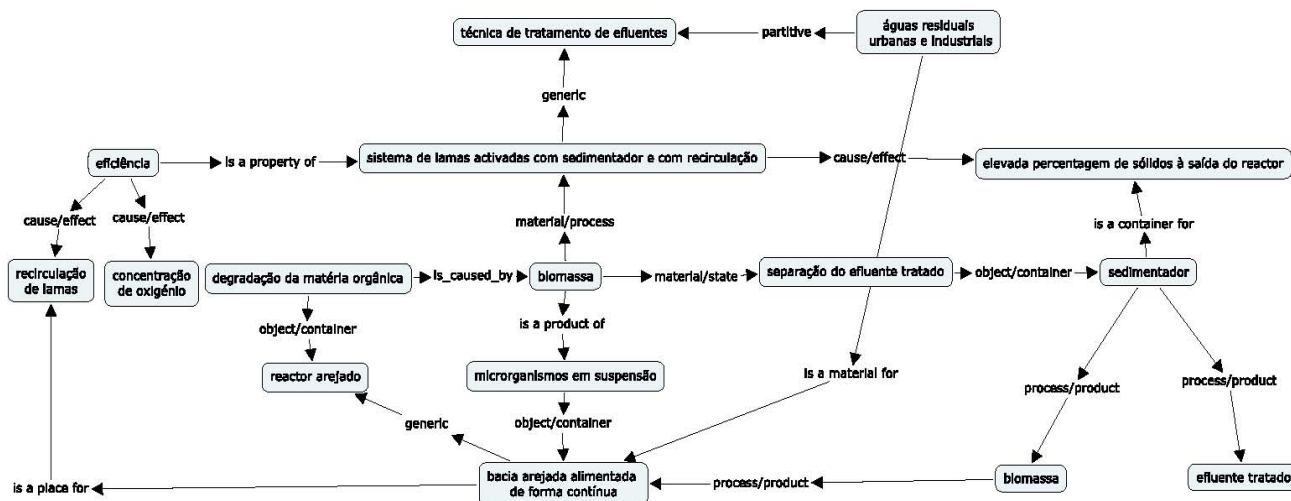 técnica de tratamento de efluentes
partitive
águas residuais
urbanas e industriais
generic
eficiência
is a property of
sistema de lamas activadas com sedimentador e com recirculação
cause/effect
elevada percentagem de sólidos à saída do reactor
cause/effect
cause/effect
material/process
is a container for
recirculação
de lamas
concentração
de oxigénio
degradação da matéria orgânica
is_caused_by
biomassa
material/state
separação do efluente tratado
object/container
sedimentador
object/container
is a product of
reactor arejado
microrganismos em suspensão
is a material for
process/product
process/product
generic
object/container
is a place for
bacia arejada alimentada
de forma contínua
process/product
biomassa
efluente tratado